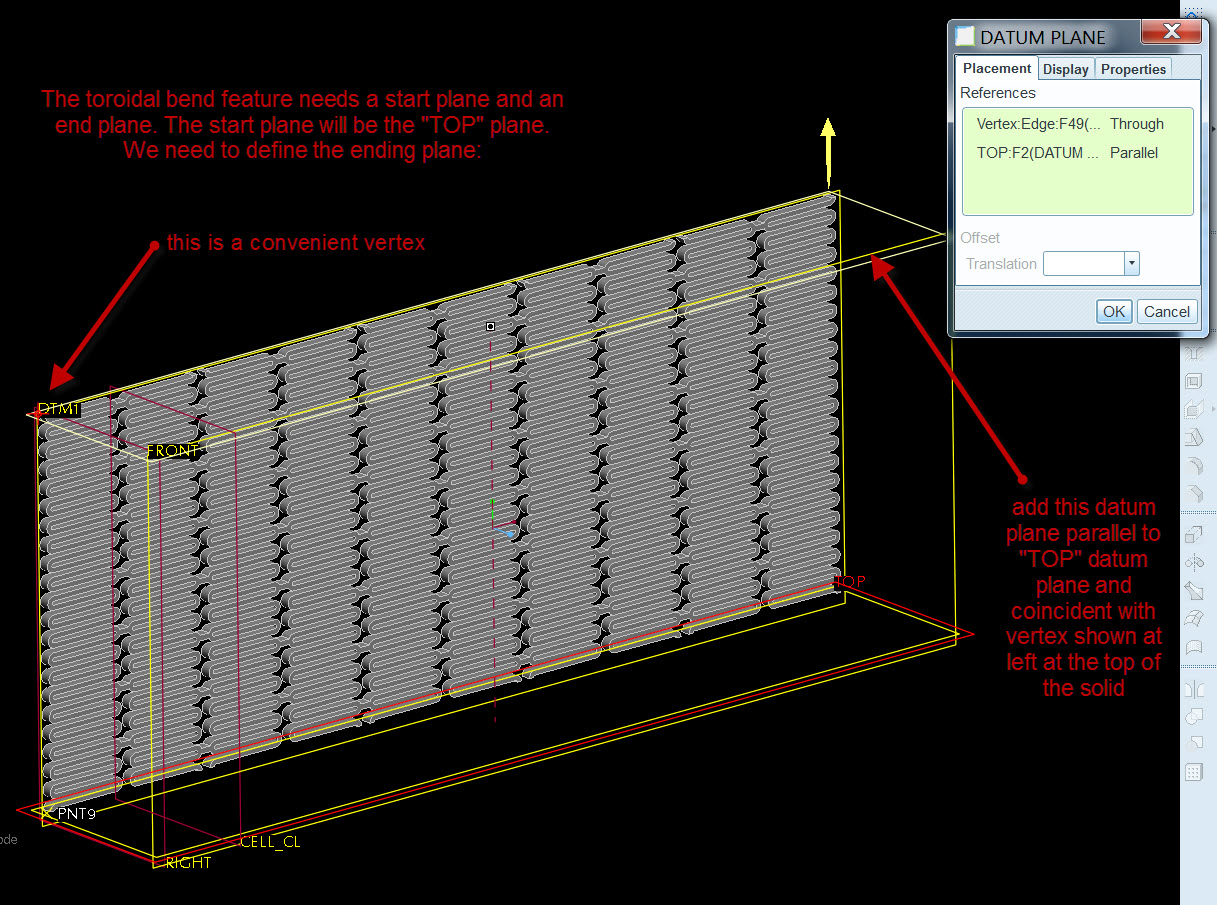 DATUM PLANE
Placement Display Properties
References
Vertex:Edge:F49(... Through
TOP:F2(DATUM ... Parallel
Offset
Translation
OK Cancel
The toroidal bend feature needs a start plane and an
end plane. The start plane will be the "TOP" plane.
We need to define the ending plane:
this is a convenient vertex
DTM1
FRONT
add this datum
plane parallel to
"TOP" datum
plane and
coincident with
vertex shown at
left at the top of
the solid
TOP
PNT9
CELL_CL
RIGHT